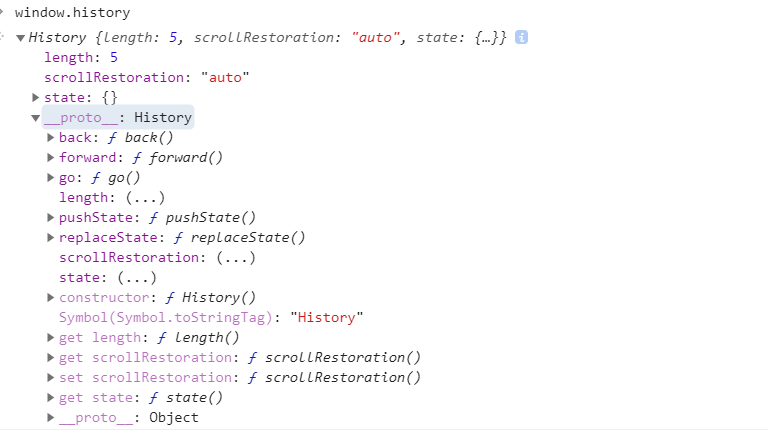 window.history
History {length: 5, scrollRestoration: "auto", state: {…}} i
length: 5
scrollRestoration: "auto"
state: {}
__proto__: History
back: ƒ back()
forward: ƒ forward()
go: ƒ go()
length: (...)
pushState: ƒ pushState()
replaceState: ƒ replaceState()
scrollRestoration: (...)
state: (...)
constructor: ƒ History()
Symbol(Symbol.toStringTag): "History"
get length: ƒ length()
get scrollRestoration: ƒ scrollRestoration()
set scrollRestoration: ƒ scrollRestoration()
get state: ƒ state()
__proto__: Object